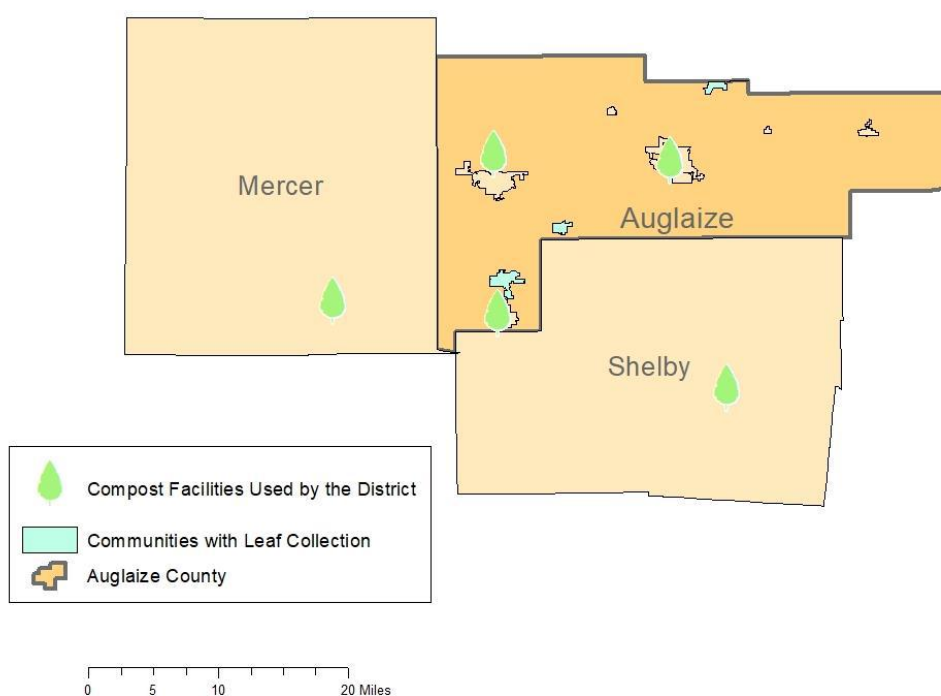 Mercer
Auglaize
Shelby
Compost Facilities Used by the District
Communities with Leaf Collection
Auglaize County
0 5 10 20 Miles